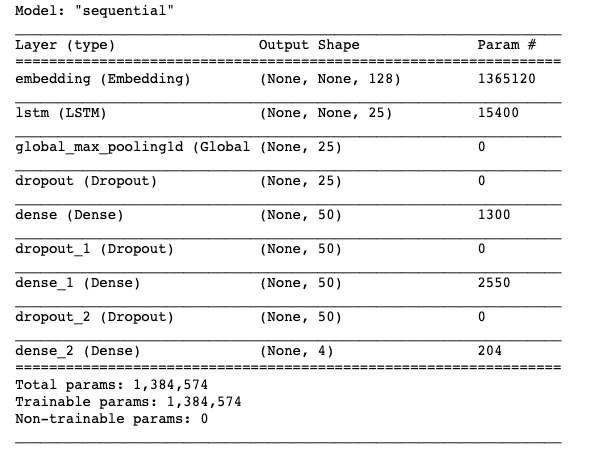 Model: "sequential"
Layer (type) Output Shape Param #
embedding (Embedding) (None, None, 128) 1365120
lstm (LSTM) (None, None, 25) 15400
global_max_pooling1d (Global (None, 25) 0
dropout (Dropout) (None, 25) 0
dense (Dense) (None, 50) 1300
dropout_1 (Dropout) (None, 50) 0
dense_1 (Dense) (None, 50) 2550
dropout_2 (Dropout) (None, 50) 0
dense_2 (Dense) (None, 4) 204
Total params: 1,384,574
Trainable params: 1,384,574
Non-trainable params: 0